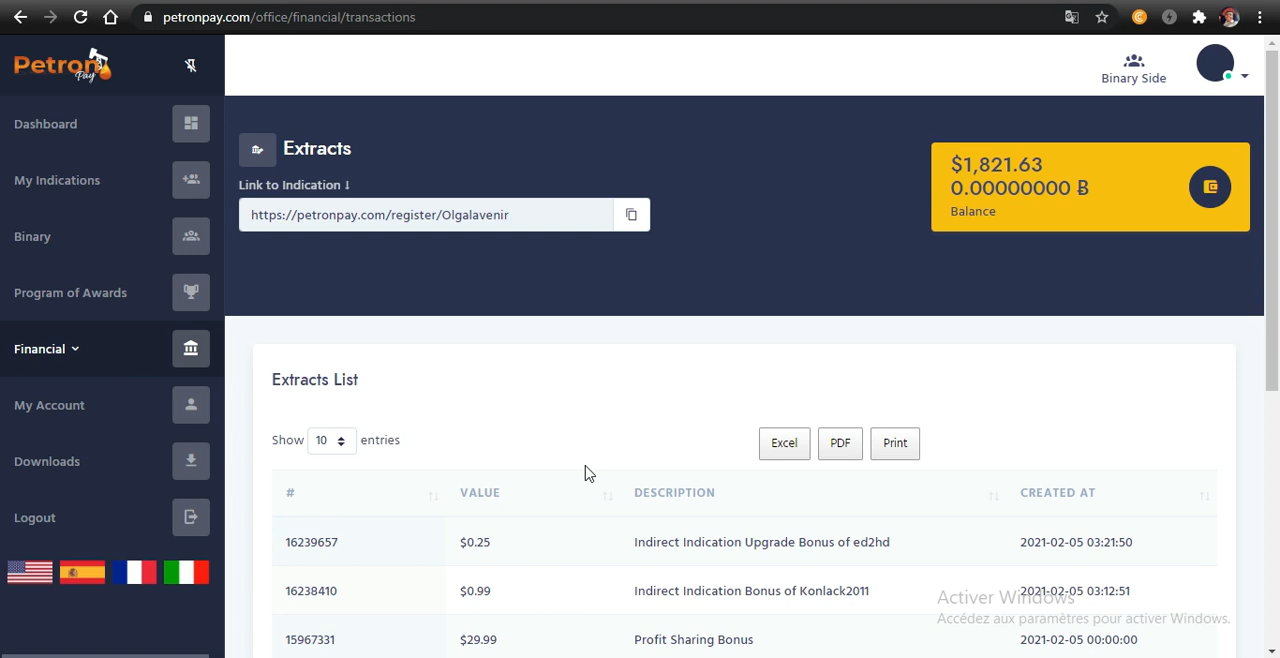 petronpay.com/office/financial/transactions
Petron
Pay
Binary Side
Dashboard
My Indications
Binary
Program of Awards
Financial
My Account
Downloads
Logout
Extracts
Link to Indication
https://petronpay.com/register/Olgalavenir
$1,821.63
0.00000000 Ƀ
Balance
Extracts List
Show 10 entries
Excel PDF Print
# VALUE DESCRIPTION CREATED AT
16239657 $0.25 Indirect Indication Upgrade Bonus of ed2hd 2021-02-05 03:21:50
16238410 $0.99 Indirect Indication Bonus of Konlack2011 2021-02-05 03:12:51
15967331 $29.99 Profit Sharing Bonus 2021-02-05 00:00:00
Activer Windows
Accédez aux paramètres pour activer Windows.